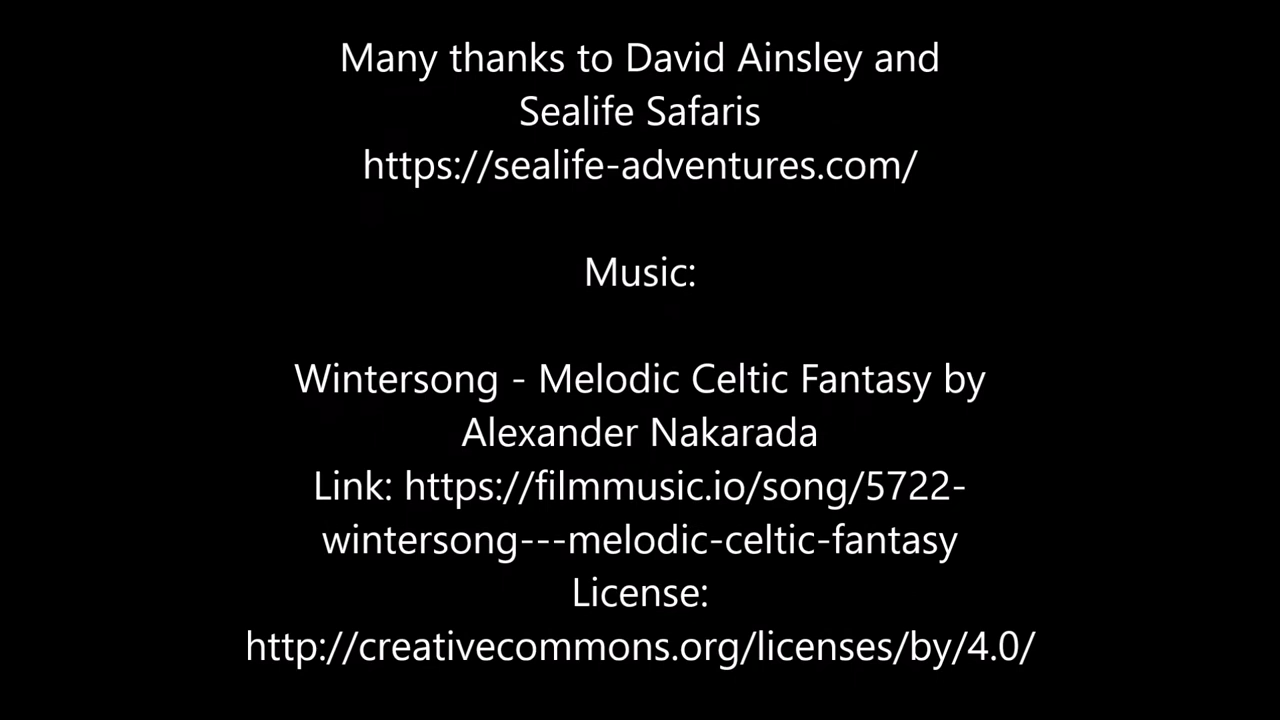 Many thanks to David Ainsley and
Sealife Safaris
https://sealife-adventures.com/
Music:
Wintersong - Melodic Celtic Fantasy by
Alexander Nakarada
Link: https://filmmusic.io/song/5722-
wintersong---melodic-celtic-fantasy
License:
http://creativecommons.org/licenses/by/4.0/